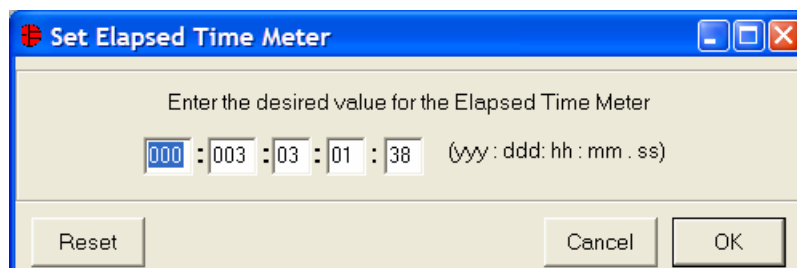 Set Elapsed Time Meter
Enter the desired value for the Elapsed Time Meter
000 : 003 : 03 : 01 : 38 (yyy : ddd: hh : mm . ss)
Reset Cancel OK